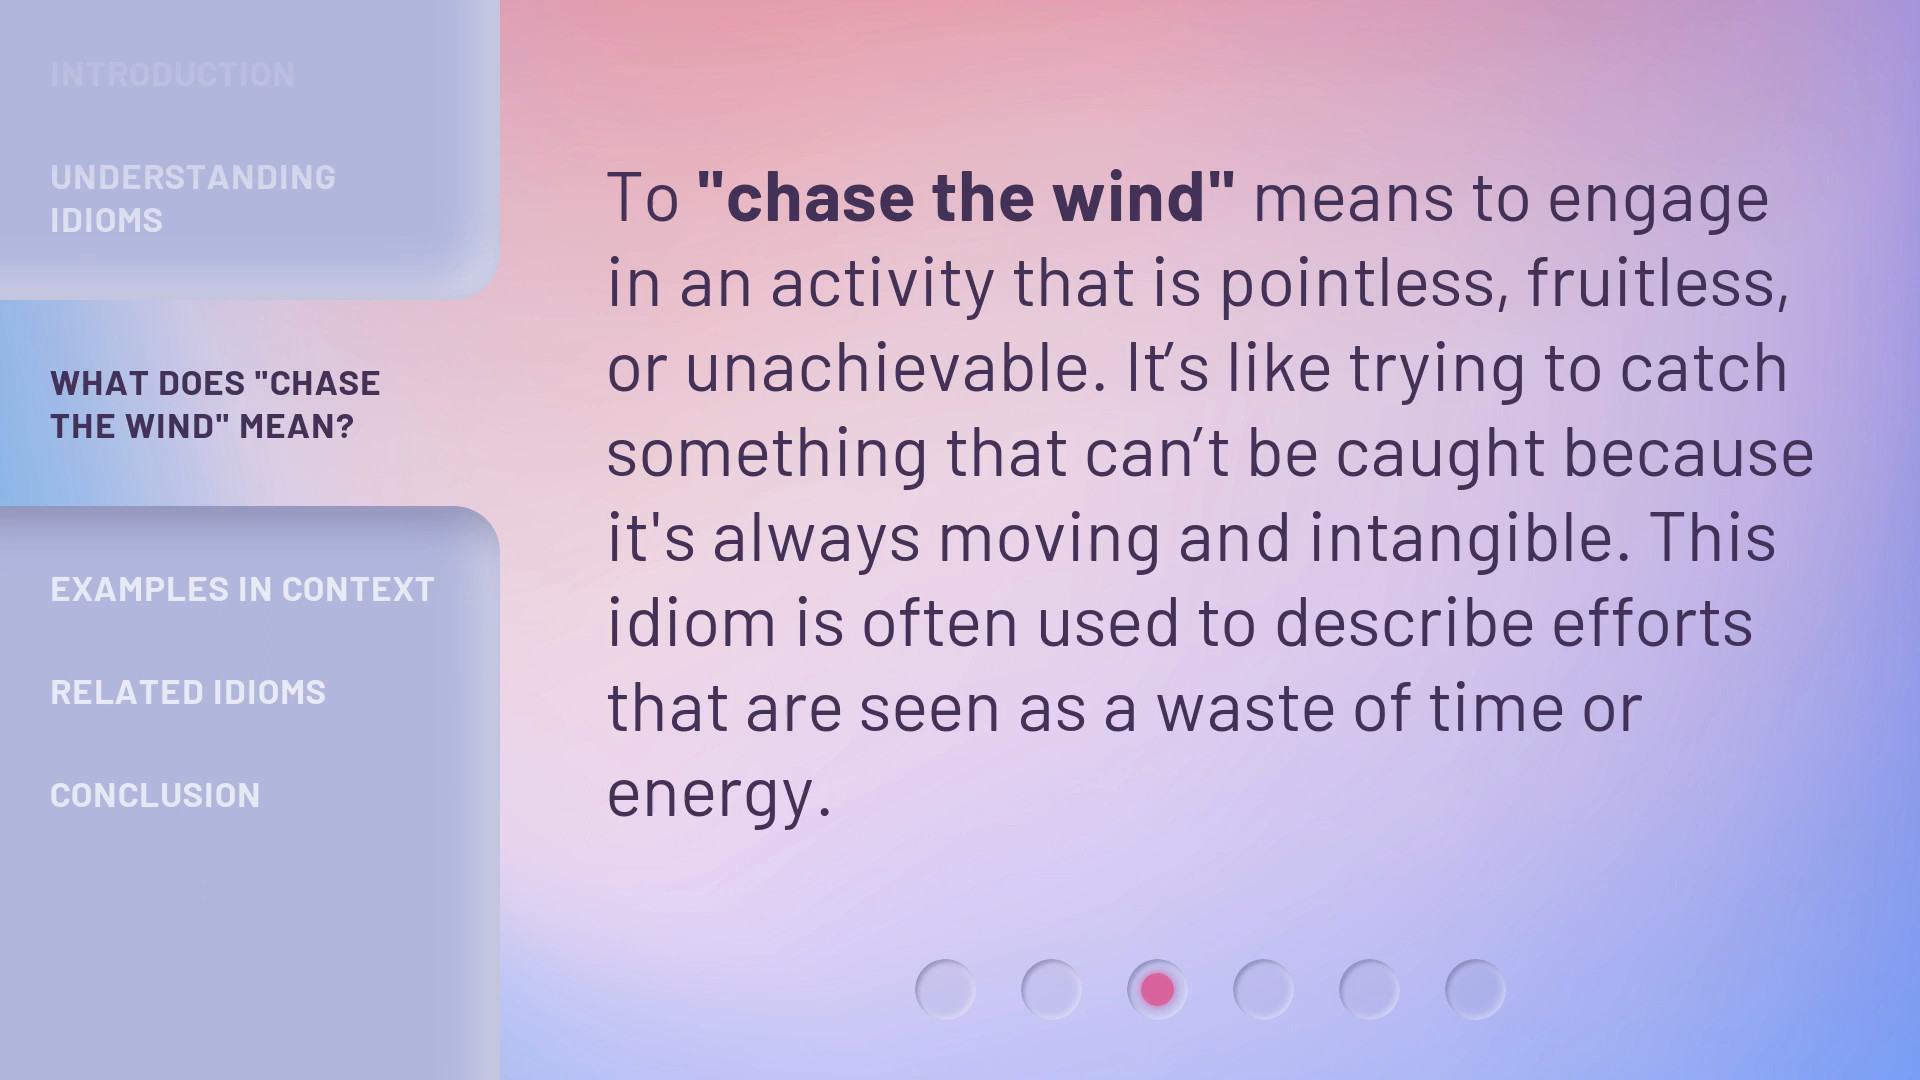 INTRODUCTION
UNDERSTANDING
IDIOMS
WHAT DOES "CHASE
THE WIND" MEAN?
EXAMPLES IN CONTEXT
RELATED IDIOMS
CONCLUSION
To "chase the wind" means to engage
in an activity that is pointless, fruitless,
or unachievable. It’s like trying to catch
something that can’t be caught because
it's always moving and intangible. This
idiom is often used to describe efforts
that are seen as a waste of time or
energy.